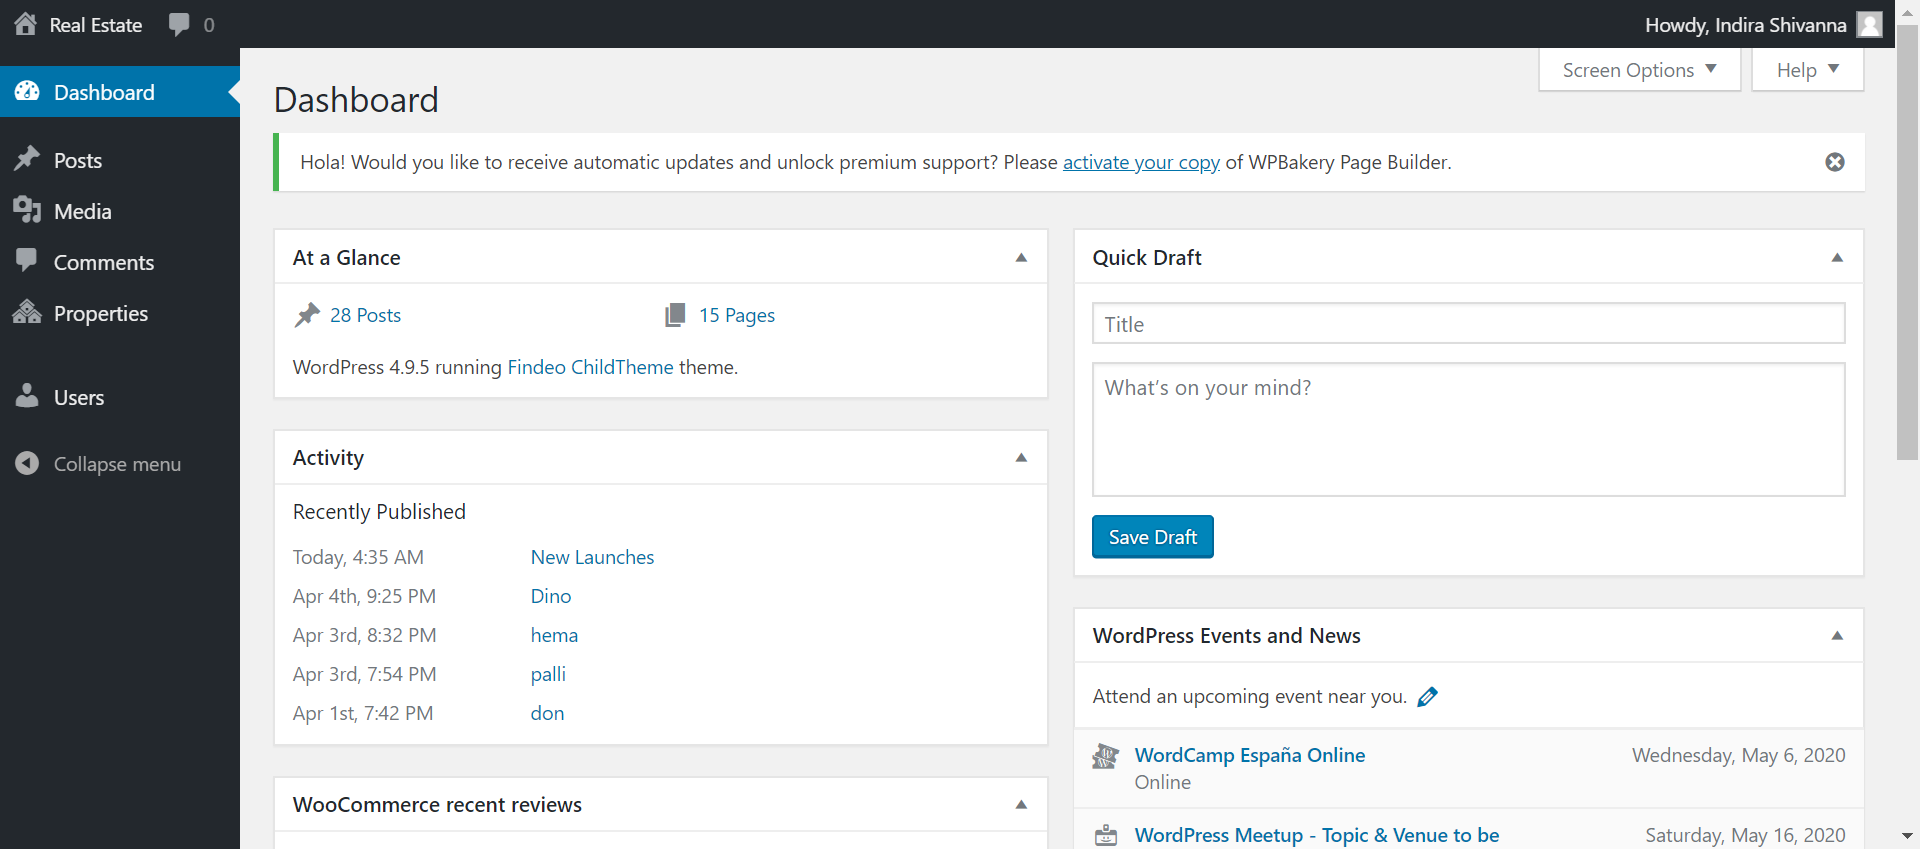 Real Estate 0 Howdy, Indira Shivanna
Screen Options Help
Dashboard
Posts
Media
Comments
Properties
Users
Collapse menu
Dashboard
Hola! Would you like to receive automatic updates and unlock premium support? Please activate your copy of WPBakery Page Builder.
At a Glance
28 Posts 15 Pages
WordPress 4.9.5 running Findeo ChildTheme theme.
Activity
Recently Published
Today, 4:35 AM New Launches
Apr 4th, 9:25 PM Dino
Apr 3rd, 8:32 PM hema
Apr 3rd, 7:54 PM palli
Apr 1st, 7:42 PM don
WooCommerce recent reviews
Quick Draft
Title
What's on your mind?
Save Draft
WordPress Events and News
Attend an upcoming event near you.
WordCamp España Online Wednesday, May 6, 2020
Online
WordPress Meetup - Topic & Venue to be Saturday, May 16, 2020